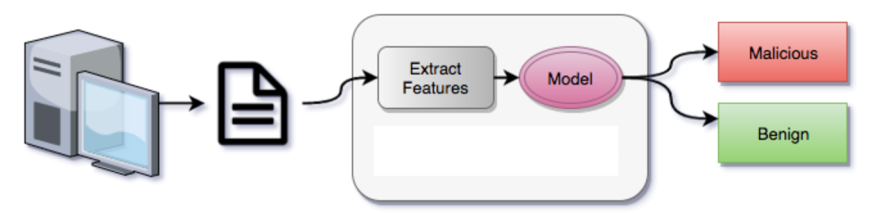 Extract
Features
Model
Malicious
Benign